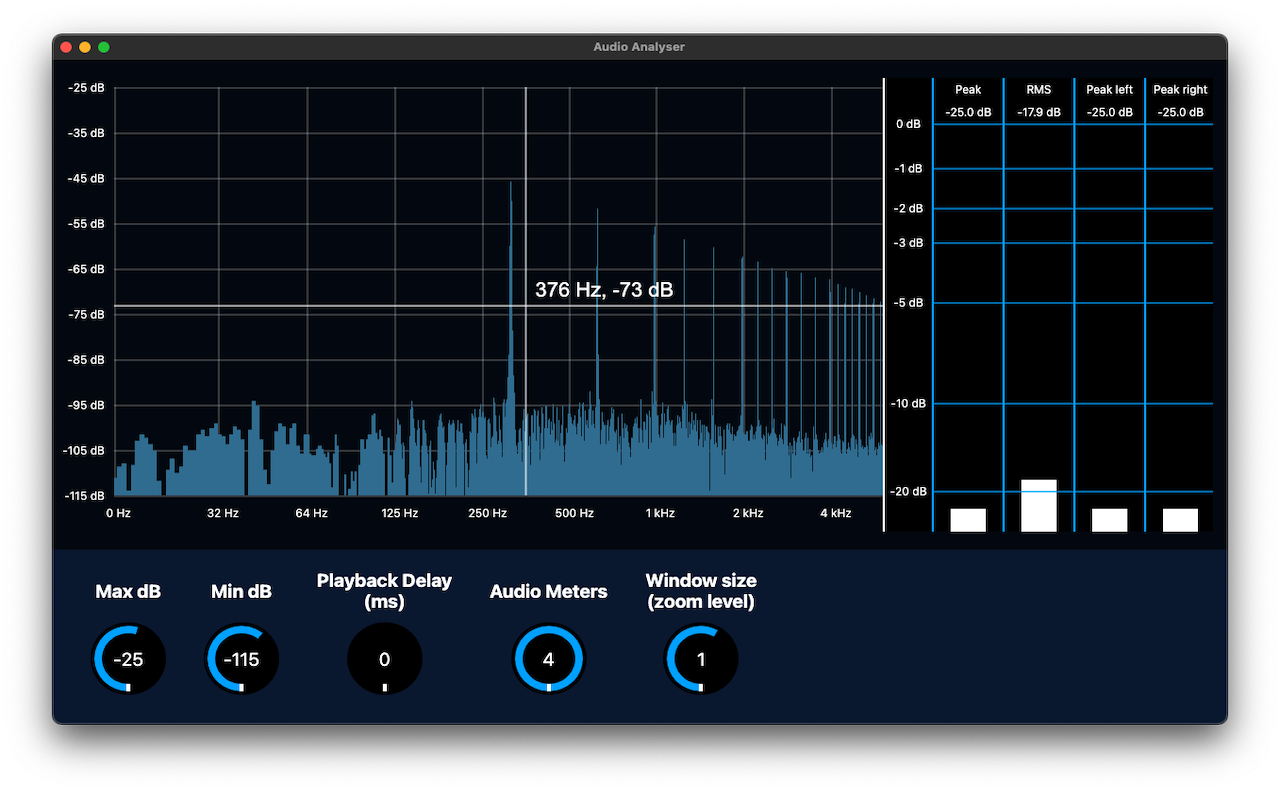 Audio Analyser
-25 dB
-35 dB
-45 dB
-55 dB
-65 dB
-75 dB
-85 dB
-95 dB
-105 dB
-115 dB
0 Hz
32 Hz
64 Hz
125 Hz
250 Hz
500 Hz
1 kHz
2 kHz
4 kHz
376 Hz, -73 dB
Peak
RMS
Peak left
Peak right
-25.0 dB
-17.9 dB
-25.0 dB
-25.0 dB
0 dB
-1 dB
-2 dB
-3 dB
-5 dB
-10 dB
-20 dB
Max dB
-25
Min dB
-115
Playback Delay
(ms)
0
Audio Meters
4
Window size
(zoom level)
1